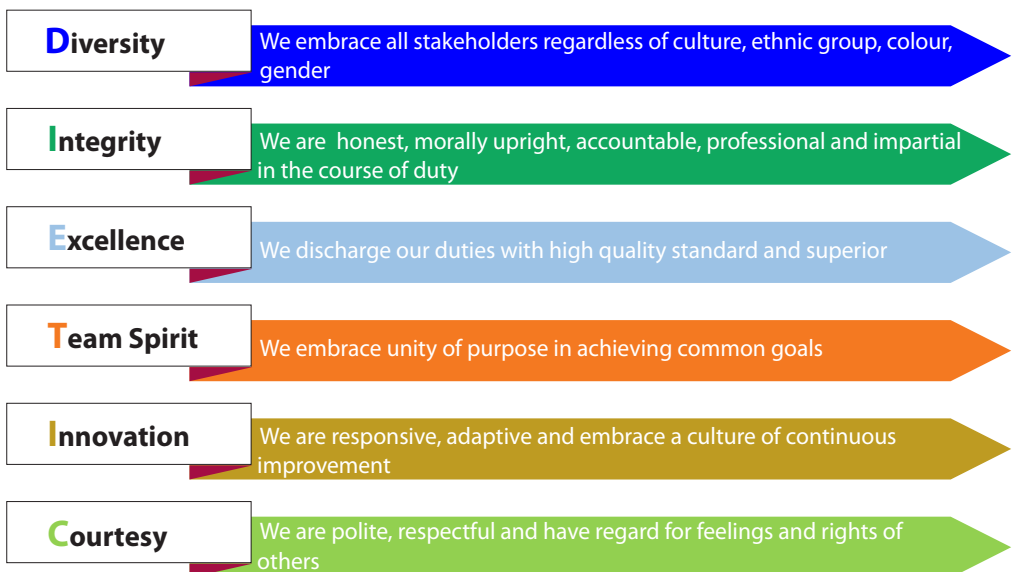 Diversity
We embrace all stakeholders regardless of culture, ethnic group, colour,
gender
Integrity
We are  honest, morally upright, accountable, professional and impartial
in the course of duty
Excellence
We discharge our duties with high quality standard and superior
Team Spirit
We embrace unity of purpose in achieving common goals
Innovation
We are responsive, adaptive and embrace a culture of continuous
improvement
Courtesy
We are polite, respectful and have regard for feelings and rights of
others